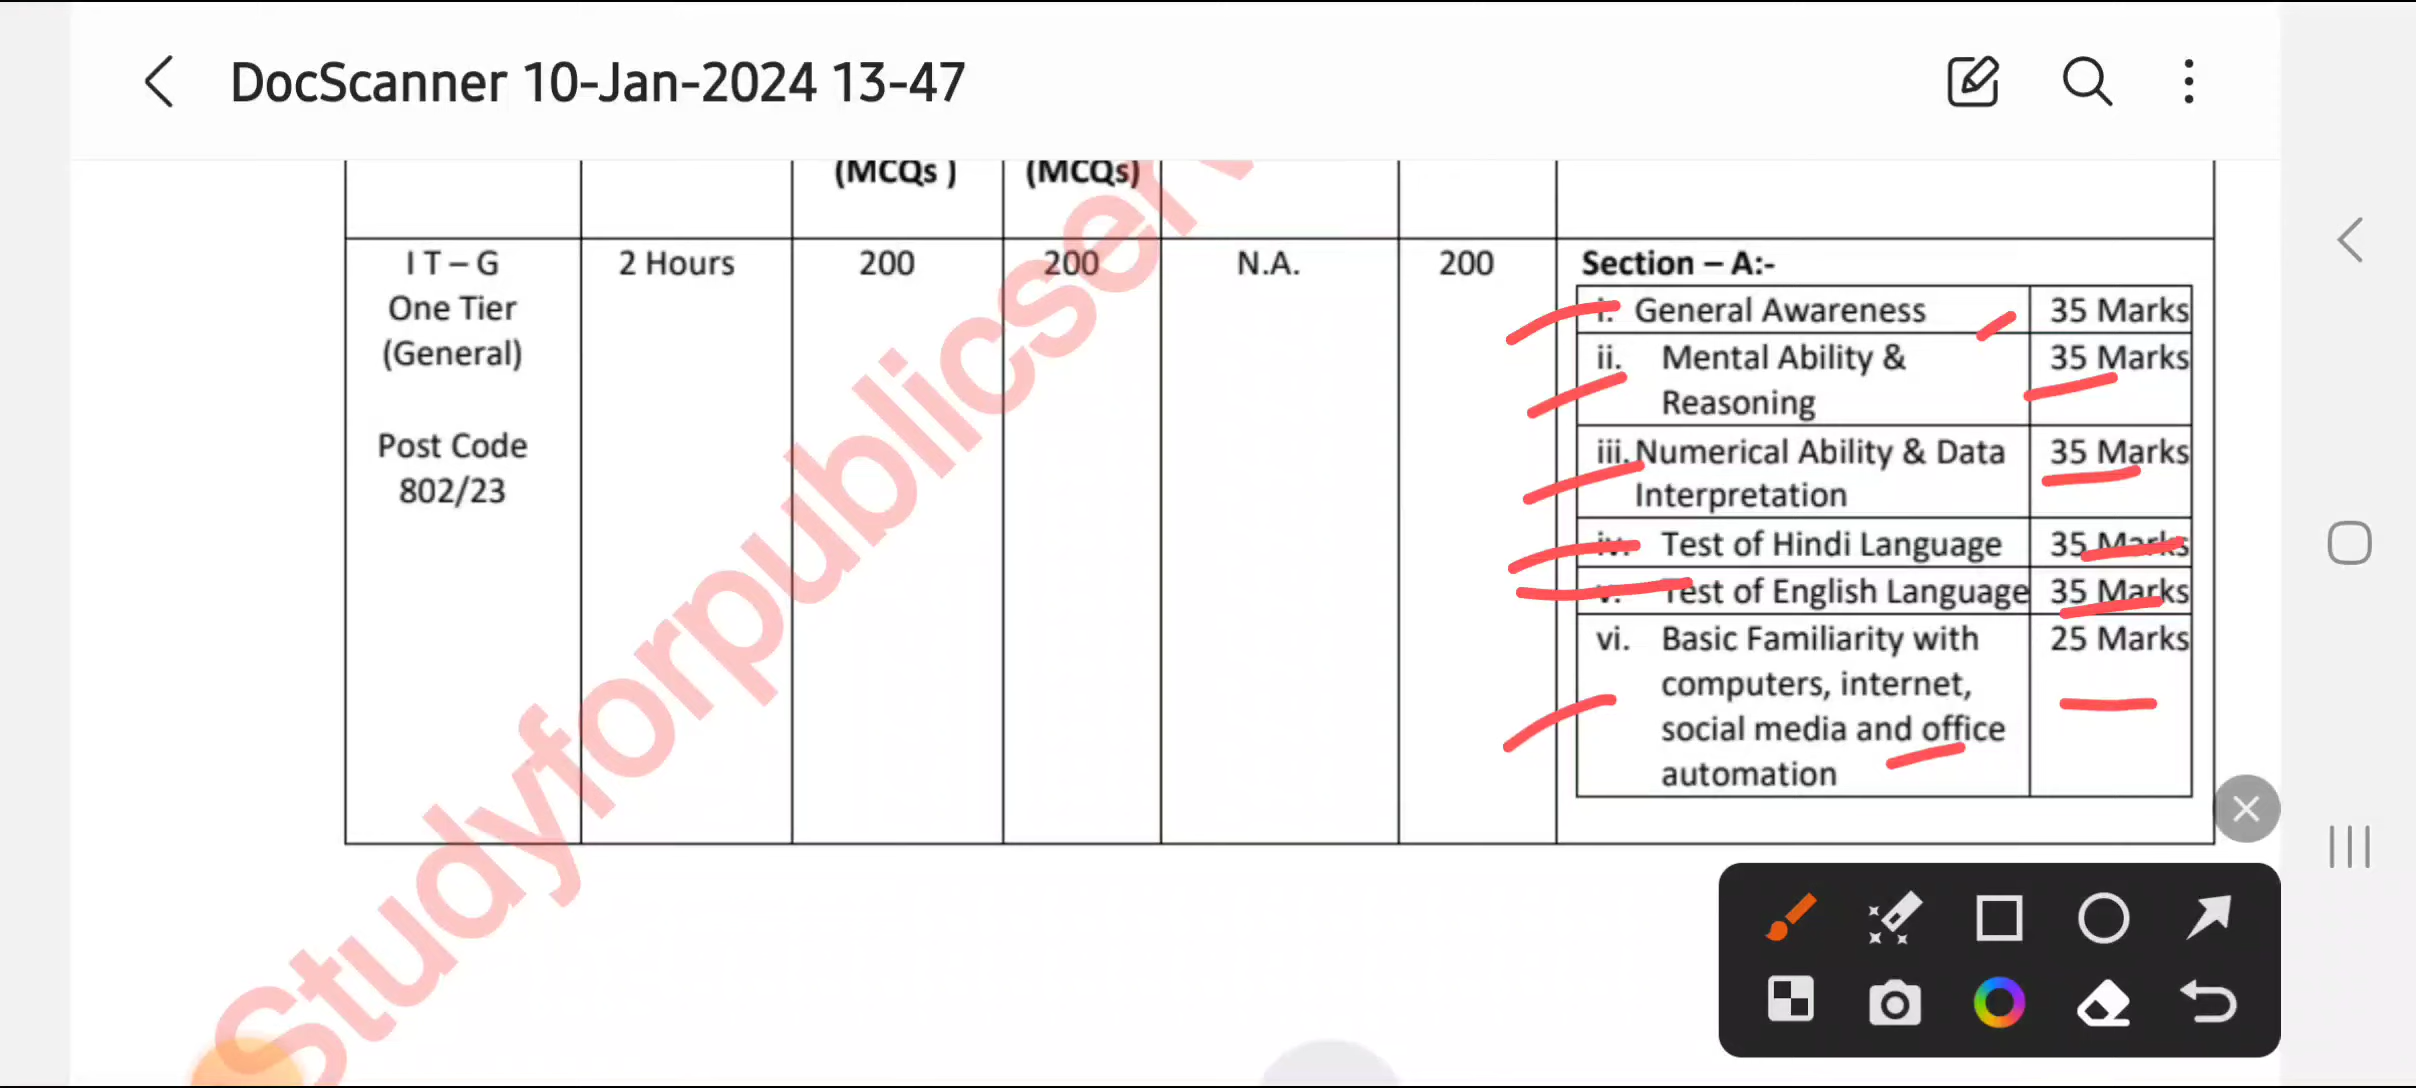 DocScanner 10-Jan-2024 13-47
(MCQs ) (MCQs)
I T – G 2 Hours 200 200 N.A. 200 Section – A:-
One Tier
(General)
Post Code
802/23
i. General Awareness 35 Marks
ii. Mental Ability & 35 Marks
Reasoning
iii. Numerical Ability & Data 35 Marks
Interpretation
iv. Test of Hindi Language 35 Marks
v. Test of English Language 35 Marks
vi. Basic Familiarity with 25 Marks
computers, internet,
social media and office
automation
Studyforpublicser